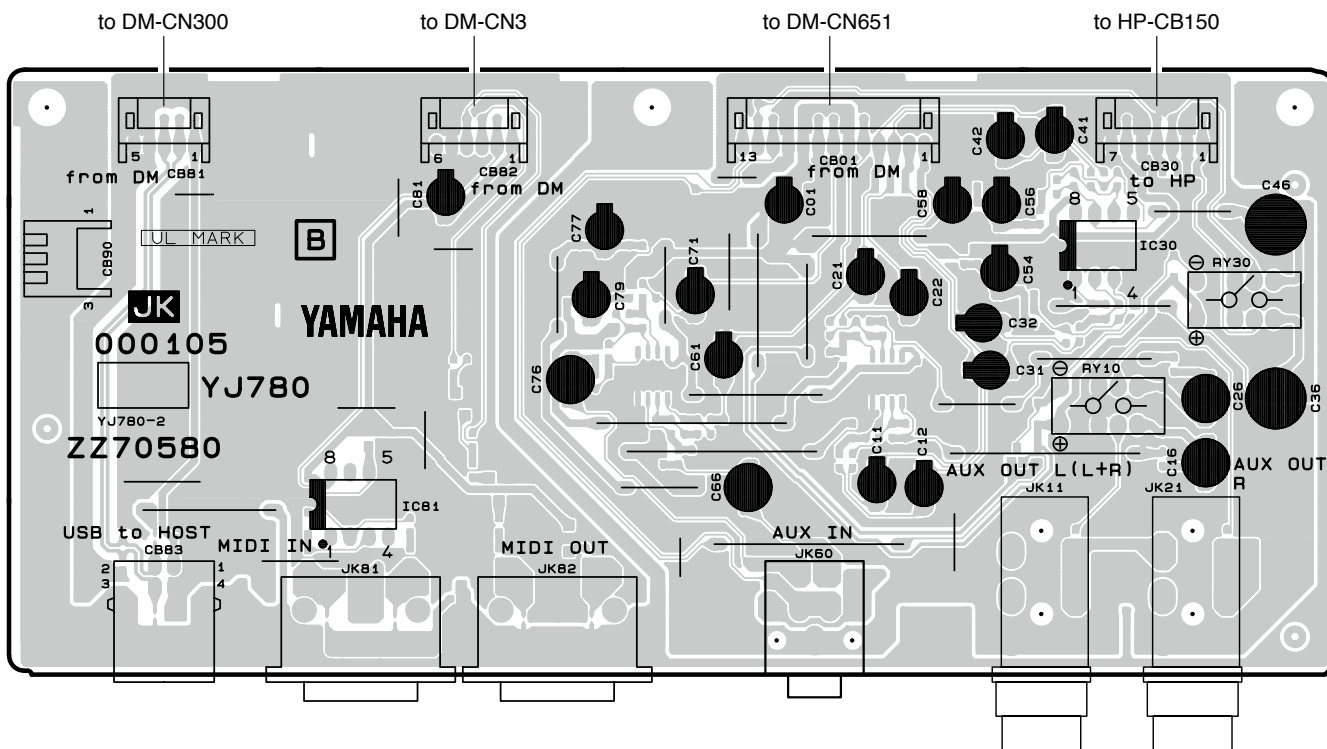 to DM-CN300
to DM-CN3
to DM-CN651
to HP-CB150
5 1
CB81
from DM
6 1
CB82
from DM
C81
13 1
CB01
from DM
C42
C41
7 1
CB30
to HP
C46
C01
C58
C56
8 5
IC30
1 4
C77
C71
C79
C21
C22
C54
RY30
C32
C31
RY10
C61
C76
C26
C36
1
CB90
3
UL MARK
B
JK
YAMAHA
000105
YJ780
YJ780-2
ZZ70580
8 5
IC81
1 4
C66
C11
C12
C16
AUX OUT L(L+R)
JK11
AUX OUT
R
JK21
USB to HOST
CB83
2 1
3 4
MIDI IN
JK81
MIDI OUT
JK82
AUX IN
JK60